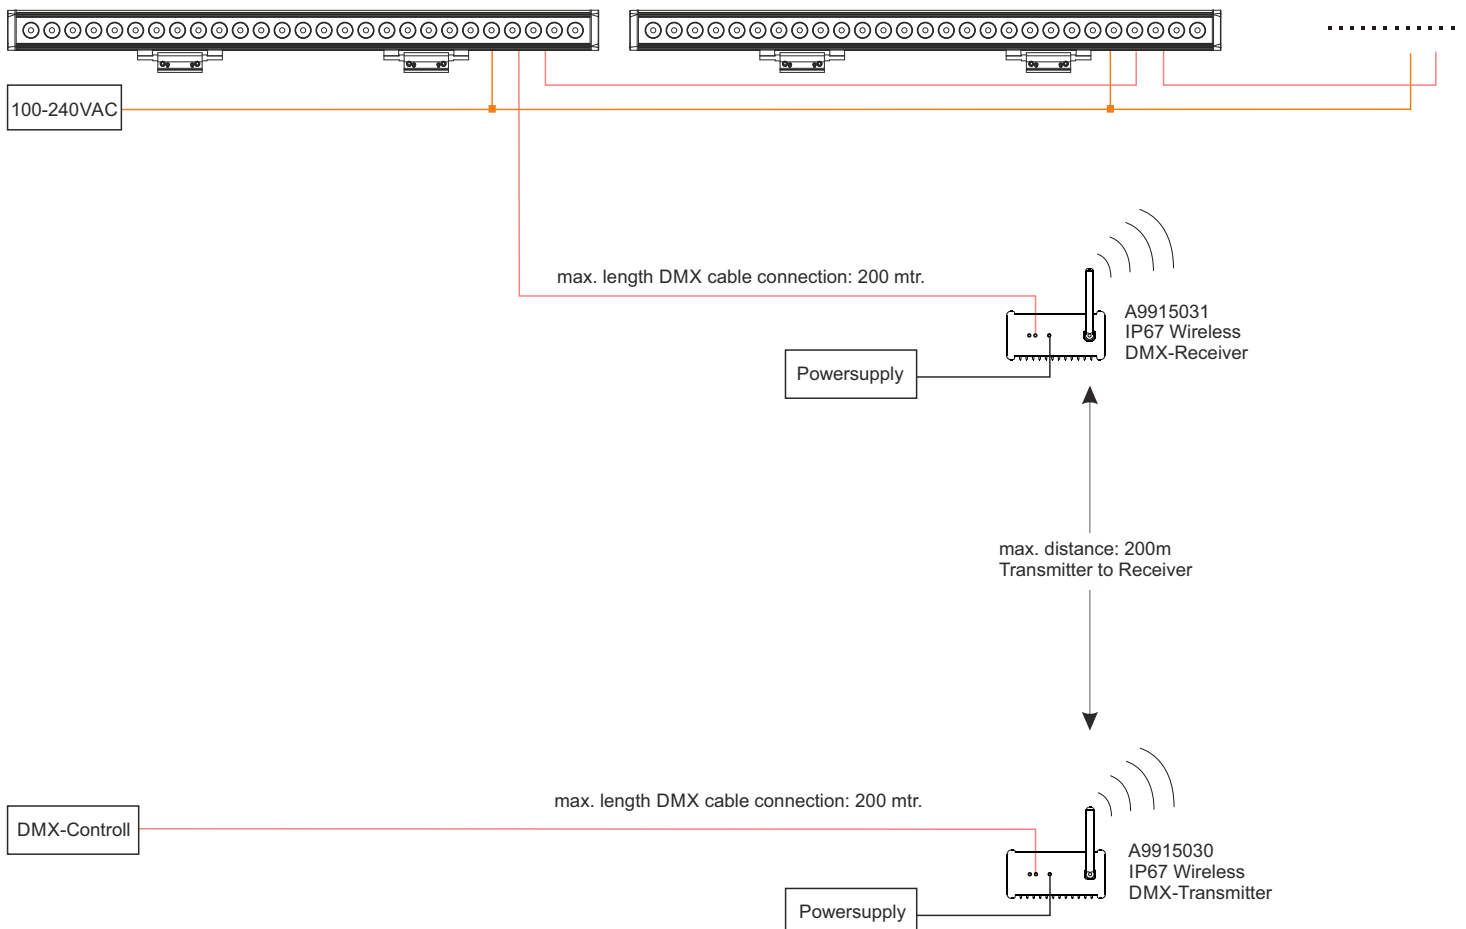 100-240VAC
max. length DMX cable connection: 200 mtr.
A9915031
IP67 Wireless
DMX-Receiver
Powersupply
max. distance: 200m
Transmitter to Receiver
max. length DMX cable connection: 200 mtr.
DMX-Controll
A9915030
IP67 Wireless
DMX-Transmitter
Powersupply